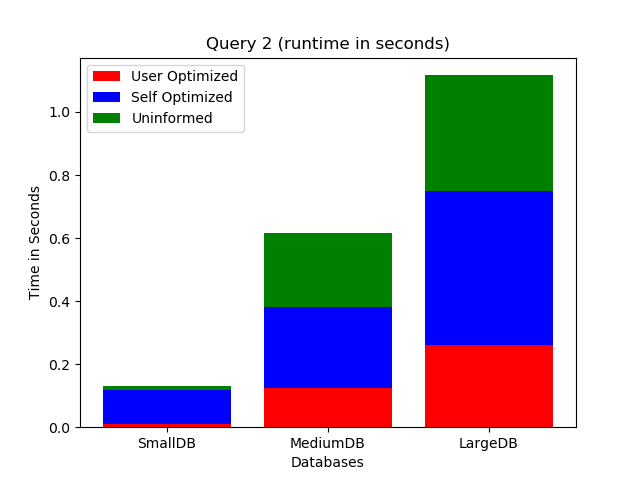 Query 2 (runtime in seconds)
User Optimized
Self Optimized
Uninformed
1.0
0.8
0.6
0.4
0.2
0.0
Time in Seconds
SmallDB MediumDB LargeDB
Databases